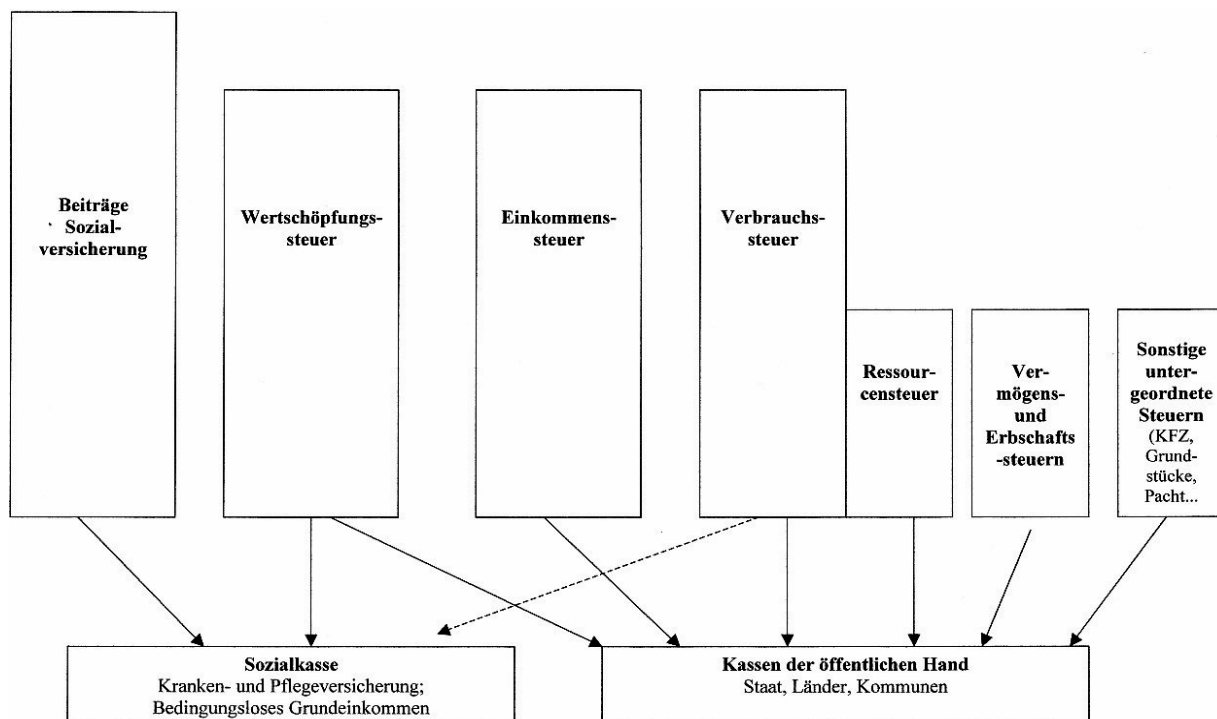 Beiträge
Sozial-
versicherung
Wertschöpfungs-
steuer
Einkommens-
steuer
Verbrauchs-
steuer
Ressour-
censteuer
Ver-
mögens-
und
Erbschafts
-steuern
Sonstige
unter-
geordnete
Steuern
(KFZ,
Grund-
stücke,
Pacht...
Sozialkasse
Kranken- und Pflegeversicherung;
Bedingungsloses Grundeinkommen
Kassen der öffentlichen Hand
Staat, Länder, Kommunen